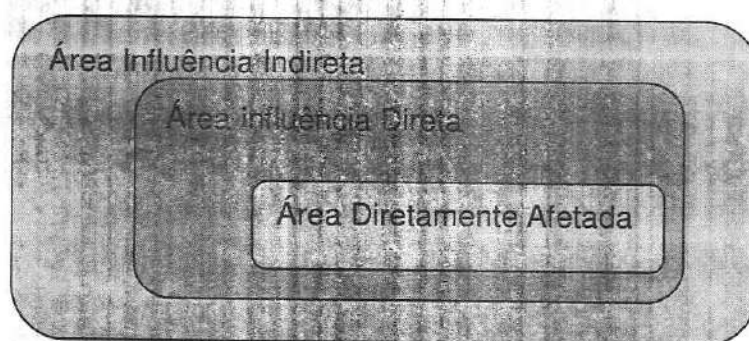 Área Influência Indireta
Área influência Direta
Área Diretamente Afetada